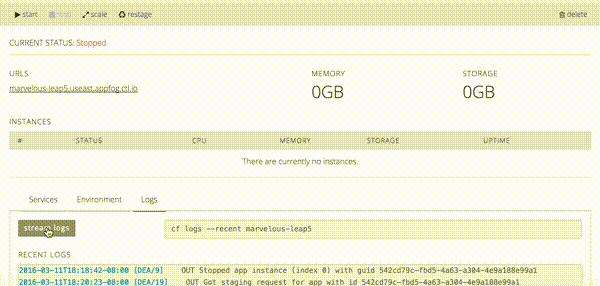 start stop scale restage delete
CURRENT STATUS: Stopped
URLS MEMORY STORAGE
marvelous-leap5.useast.appfog.ctl.io 0GB 0GB
INSTANCES
# STATUS CPU MEMORY STORAGE UPTIME
There are currently no instances.
Services Environment Logs
stream logs cf logs --recent marvelous-leap5
RECENT LOGS
2016-03-11T18:18:42-08:00 [DEA/9] OUT Stopped app instance (index 0) with guid 542cd79c-fbd5-4a63-a304-4e9a188e99a1
2016-03-11T18:20:23-08:00 [DEA/19] OUT Got staging request for app with id 542cd79c-fbd5-4a63-a304-4e9a188e99a1